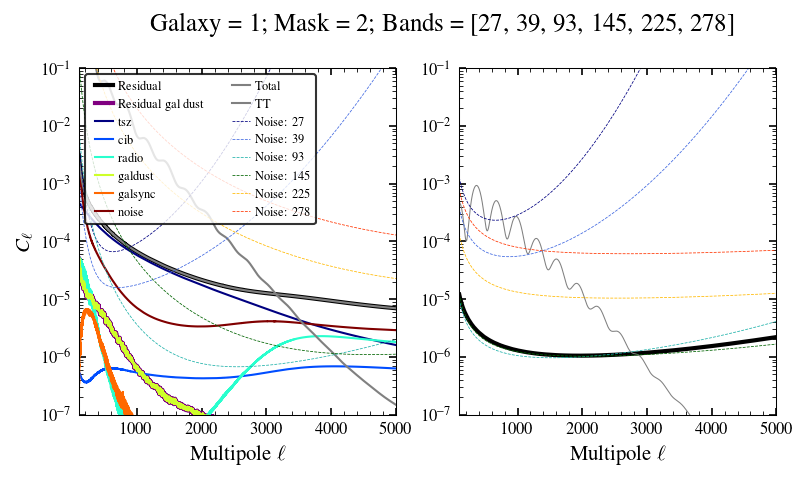 Galaxy = 1; Mask = 2; Bands = [27, 39, 93, 145, 225, 278]
10⁻¹
10⁻²
10⁻³
10⁻⁴
10⁻⁵
10⁻⁶
10⁻⁷
C_ℓ
Residual
Residual gal dust
tsz
cib
radio
galdust
galsync
noise
Total
TT
Noise: 27
Noise: 39
Noise: 93
Noise: 145
Noise: 225
Noise: 278
1000 2000 3000 4000 5000
Multipole ℓ
10⁻¹
10⁻²
10⁻³
10⁻⁴
10⁻⁵
10⁻⁶
10⁻⁷
1000 2000 3000 4000 5000
Multipole ℓ